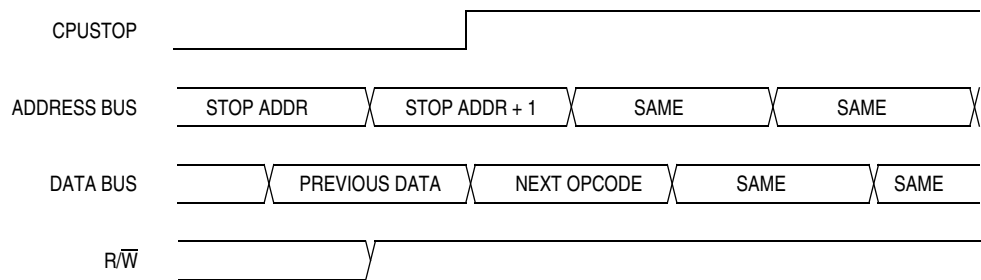 CPUSTOP
ADDRESS BUS STOP ADDR STOP ADDR + 1 SAME SAME
DATA BUS PREVIOUS DATA NEXT OPCODE SAME SAME
R/W̅